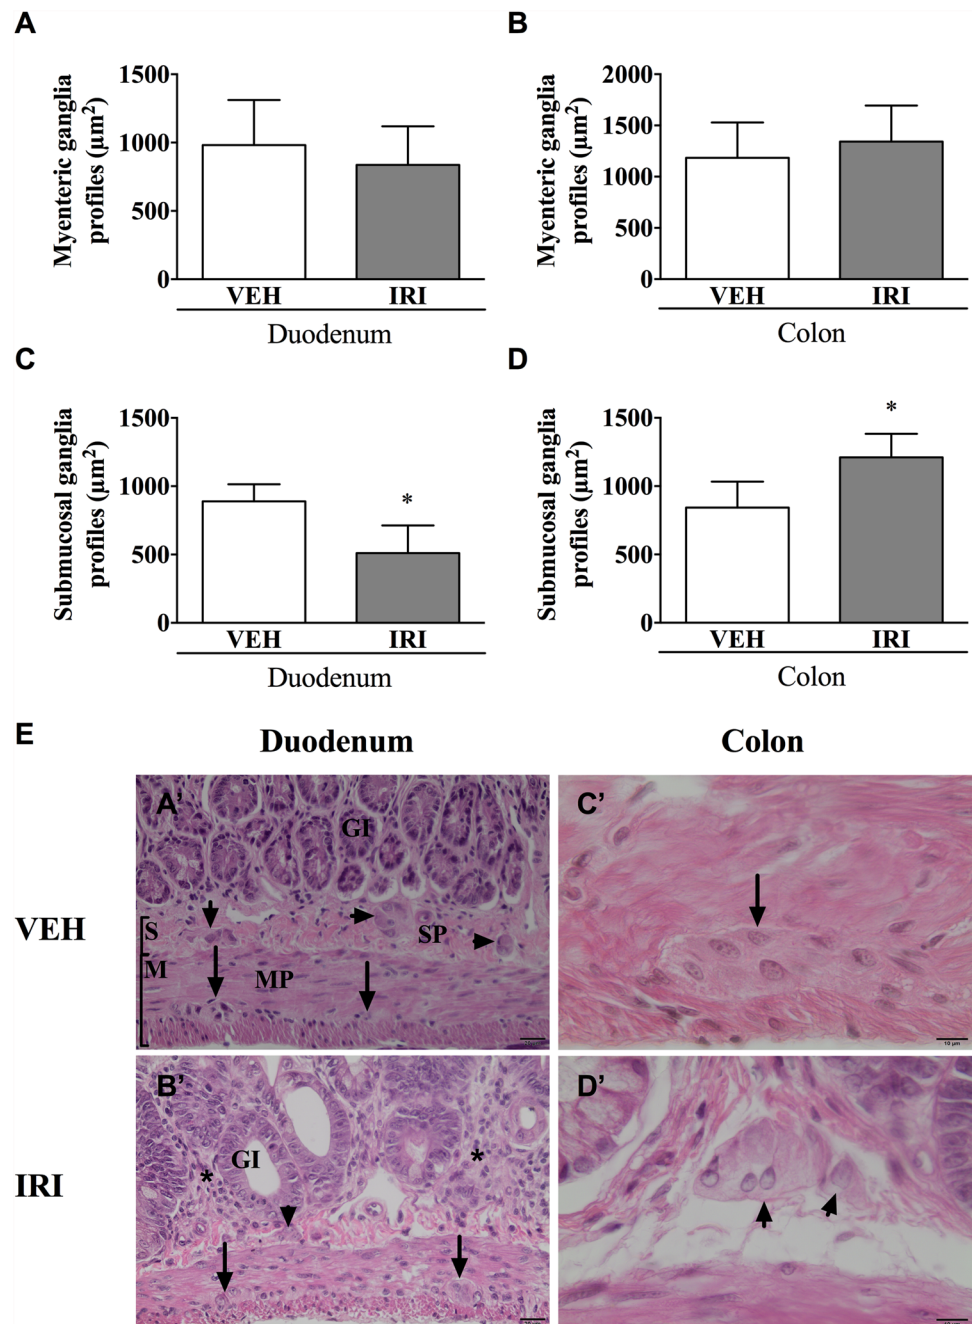 A
B
Myenteric ganglia
profiles (µm²)
1500
1000
500
0
VEH
IRI
Duodenum
Myenteric ganglia
profiles (µm²)
2000
1500
1000
500
0
VEH
IRI
Colon
C
D
Submucosal ganglia
profiles (µm²)
1500
1000
500
0
*
VEH
IRI
Duodenum
Submucosal ganglia
profiles (µm²)
1500
1000
500
0
*
VEH
IRI
Colon
E
Duodenum
Colon
VEH
A’
GI
S
SP
M
MP
C’
10 µm
IRI
B’
GI
*
*
D’